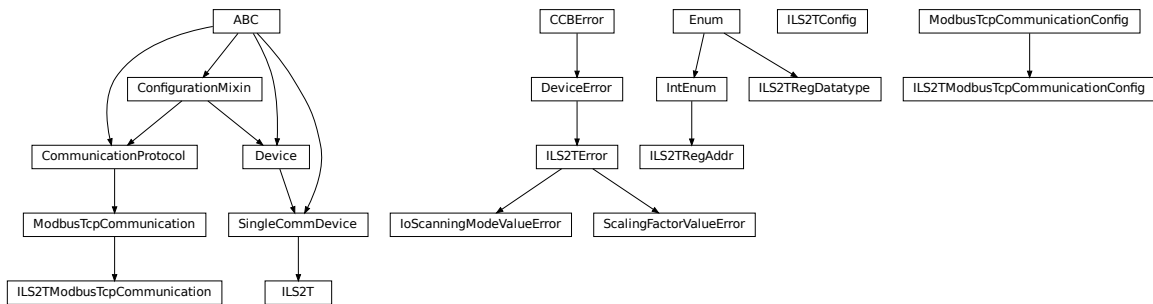 ABC
CCBError
Enum
ILS2TConfig
ModbusTcpCommunicationConfig
ConfigurationMixin
DeviceError
IntEnum
ILS2TRegDatatype
ILS2TModbusTcpCommunicationConfig
CommunicationProtocol
Device
ILS2TError
ILS2TRegAddr
ModbusTcpCommunication
SingleCommDevice
IoScanningModeValueError
ScalingFactorValueError
ILS2TModbusTcpCommunication
ILS2T